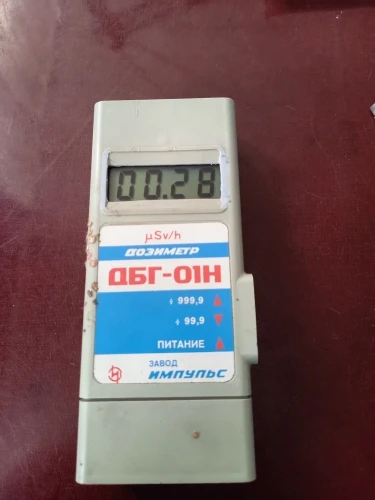 00.28
μSv/h
ДОЗИМЕТР
ДБГ-01Н
÷ 999,9
÷ 99,9
ПИТАНИЕ
ЗАВОД
ИМПУЛЬС